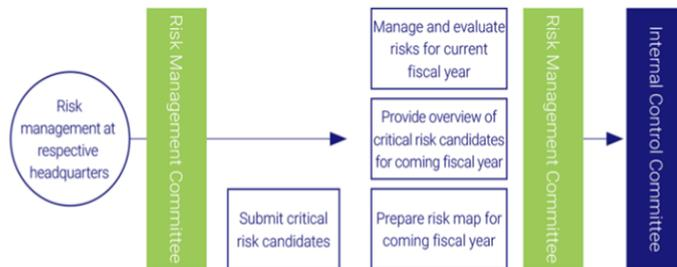 Risk
management at
respective
headquarters
Risk Management Committee
Submit critical
risk candidates
Manage and evaluate
risks for current
fiscal year
Provide overview of
critical risk candidates
for coming fiscal year
Prepare risk map for
coming fiscal year
Risk Management Committee
Internal Control Committee